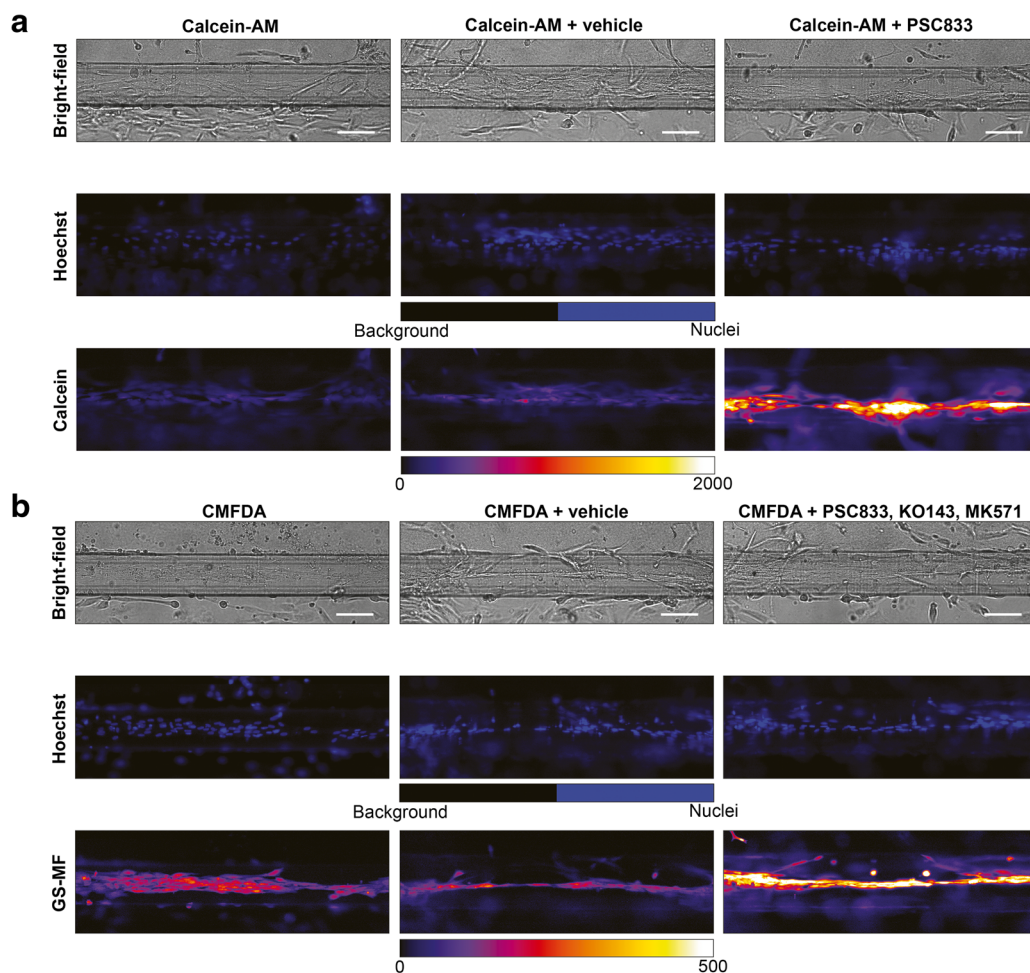 a
Calcein-AM
Calcein-AM + vehicle
Calcein-AM + PSC833
Bright-field
Hoechst
Background
Nuclei
Calcein
0
2000
b
CMFDA
CMFDA + vehicle
CMFDA + PSC833, KO143, MK571
Bright-field
Hoechst
Background
Nuclei
GS-MF
0
500